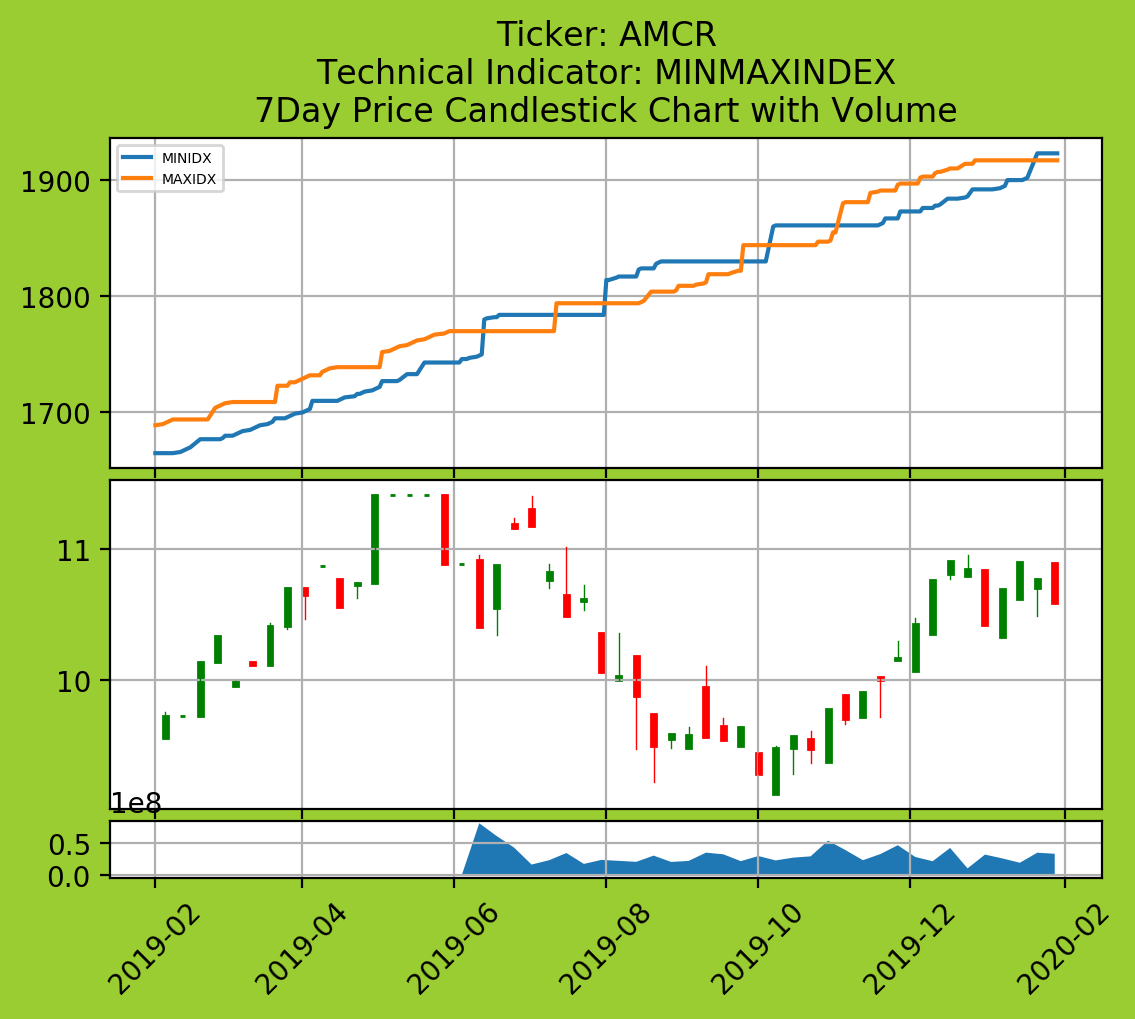 Ticker: AMCR
Technical Indicator: MINMAXINDEX
7Day Price Candlestick Chart with Volume
MINIDX
MAXIDX
1900
1800
1700
11
10
1e8
0.5
0.0
2019-02
2019-04
2019-06
2019-08
2019-10
2019-12
2020-02